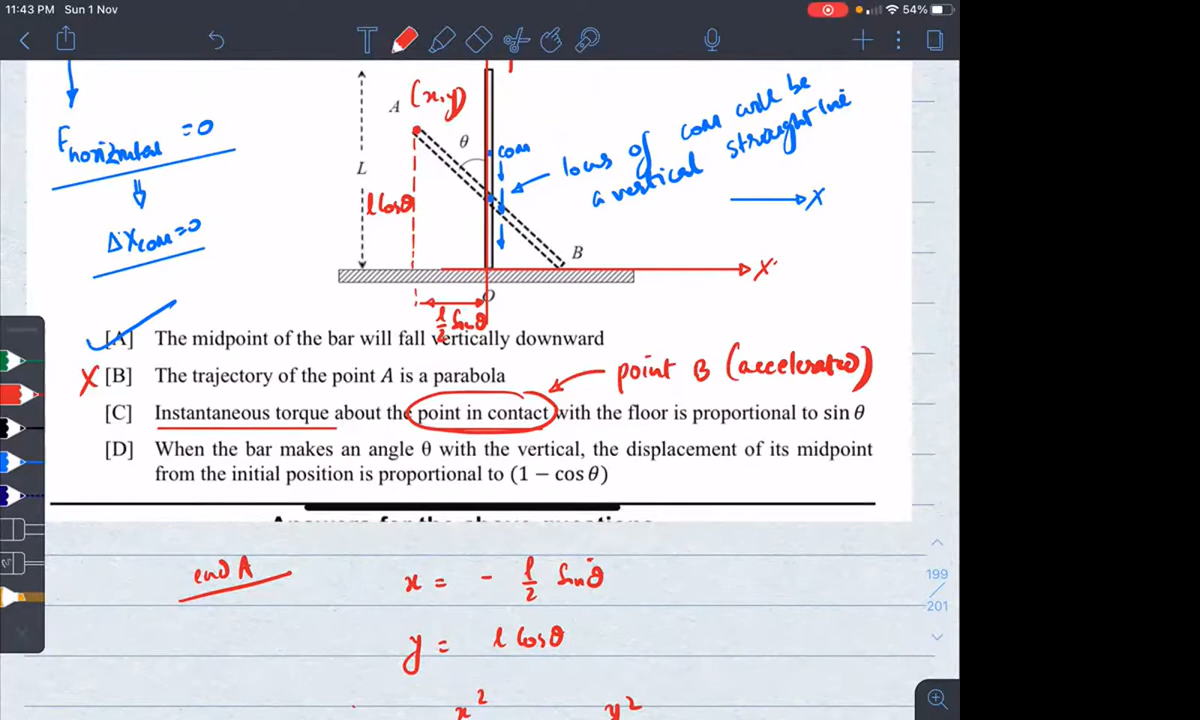 11:43 PM Sun 1 Nov
54%
A (x,y)
F horizontal = 0
ΔXcom = 0
L
θ
com
locus of com will be
a vertical straight line
X
l cosθ
B
X
O
l/2 sinθ
[A] The midpoint of the bar will fall vertically downward
X [B] The trajectory of the point A is a parabola
point B (accelerated)
[C] Instantaneous torque about the point in contact with the floor is proportional to sin θ
[D] When the bar makes an angle θ with the vertical, the displacement of its midpoint
from the initial position is proportional to (1 − cos θ)
end A
x = - l/2 sinθ
y = l cosθ
x² y²
199
/
201